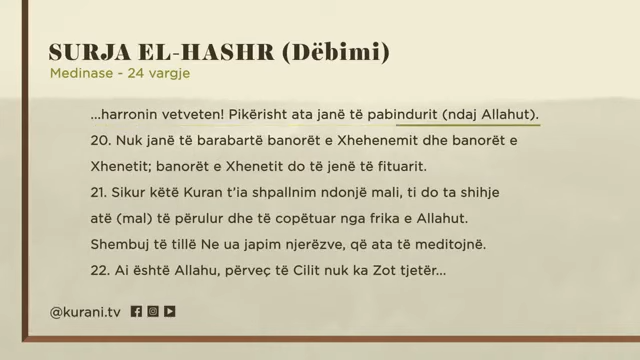 SURJA EL-HASHR (Dëbimi)
Medinase - 24 vargje
...harronin vetveten! Pikërisht ata janë të pabindurit (ndaj Allahut).
20. Nuk janë të barabartë banorët e Xhehenemit dhe banorët e
Xhenetit; banorët e Xhenetit do të jenë të fituarit.
21. Sikur këtë Kuran t’ia shpallnim ndonjë mali, ti do ta shihje
atë (mal) të përulur dhe të copëtuar nga frika e Allahut.
Shembuj të tillë Ne ua japim njerëzve, që ata të meditojnë.
22. Ai është Allahu, përveç të Cilit nuk ka Zot tjetër...
@kurani.tv